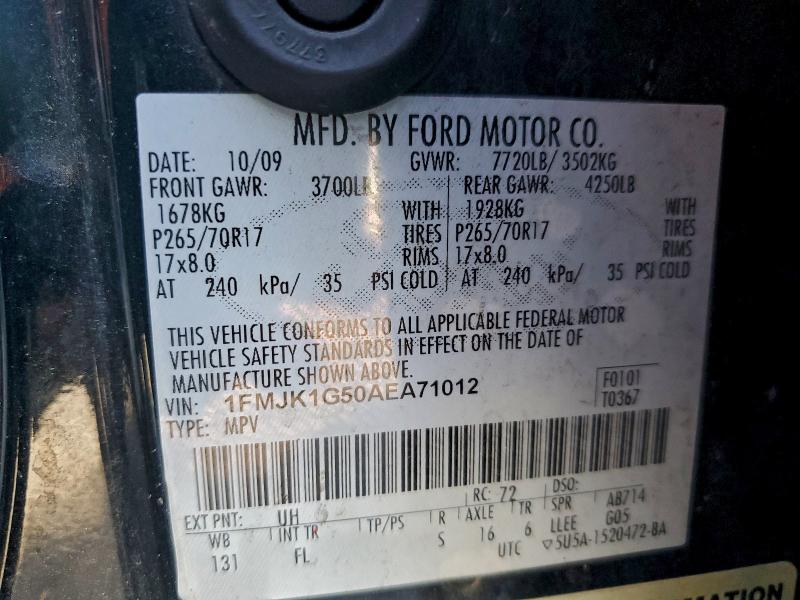 377977
MFD. BY FORD MOTOR CO.
DATE: 10/09 GVWR: 7720LB/ 3502KG
FRONT GAWR: 3700LB REAR GAWR: 4250LB
1678KG WITH 1928KG WITH
P265/70R17 TIRES P265/70R17 TIRES
17x8.0 RIMS 17x8.0 RIMS
AT 240 kPa/ 35 PSI COLD AT 240 kPa/ 35 PSI COLD
THIS VEHICLE CONFORMS TO ALL APPLICABLE FEDERAL MOTOR
VEHICLE SAFETY STANDARDS IN EFFECT ON THE DATE OF
MANUFACTURE SHOWN ABOVE.
VIN: 1FMJK1G50AEA71012 F0101
TYPE: MPV T0367
EXT PNT: UH 6 RC: 72 DSO:
WB INT TR TP/PS R AXLE TR SPR AB714
131 FL S 16 6 LLEE G05
UTC ▽5U5A-1520472-BA